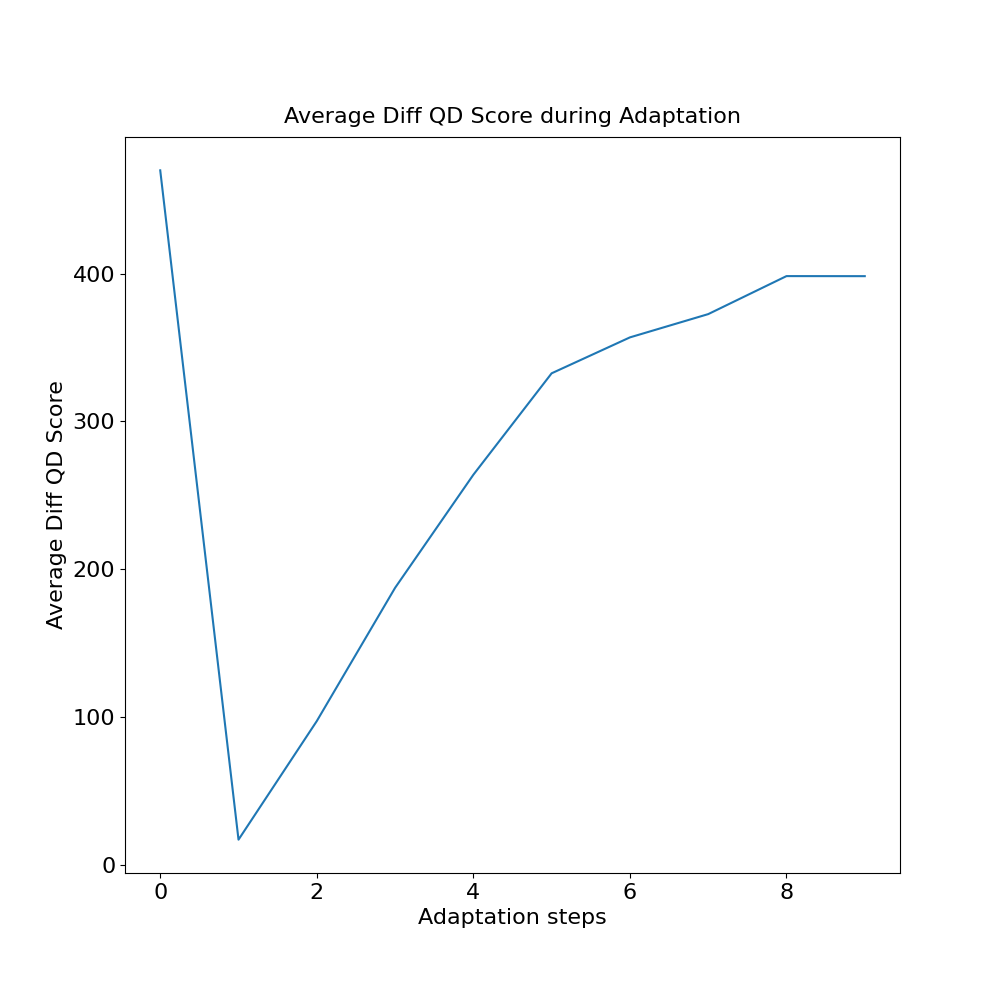 Average Diff QD Score during Adaptation
Average Diff QD Score
400
300
200
100
0
0 2 4 6 8
Adaptation steps